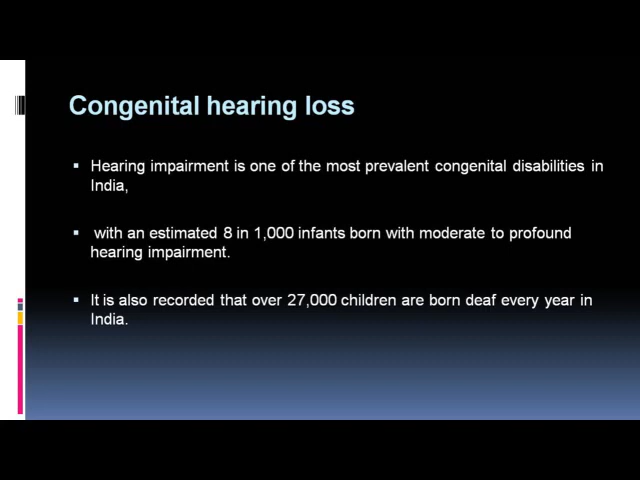 Congenital hearing loss
▪ Hearing impairment is one of the most prevalent congenital disabilities in
India,
▪ with an estimated 8 in 1,000 infants born with moderate to profound
hearing impairment.
▪ It is also recorded that over 27,000 children are born deaf every year in
India.